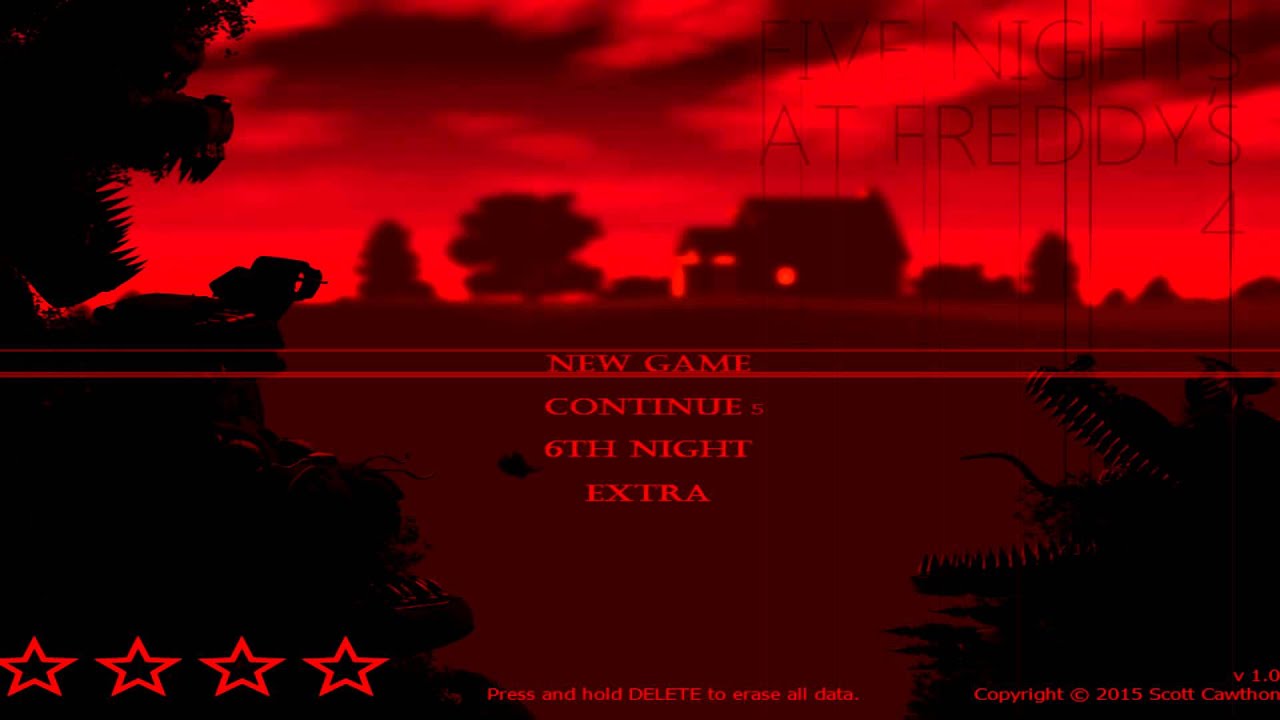 FIVE NIGHTS
AT FREDDY'S
4
NEW GAME
CONTINUE 5
6TH NIGHT
EXTRA
Press and hold DELETE to erase all data.
v 1.0
Copyright © 2015 Scott Cawthon